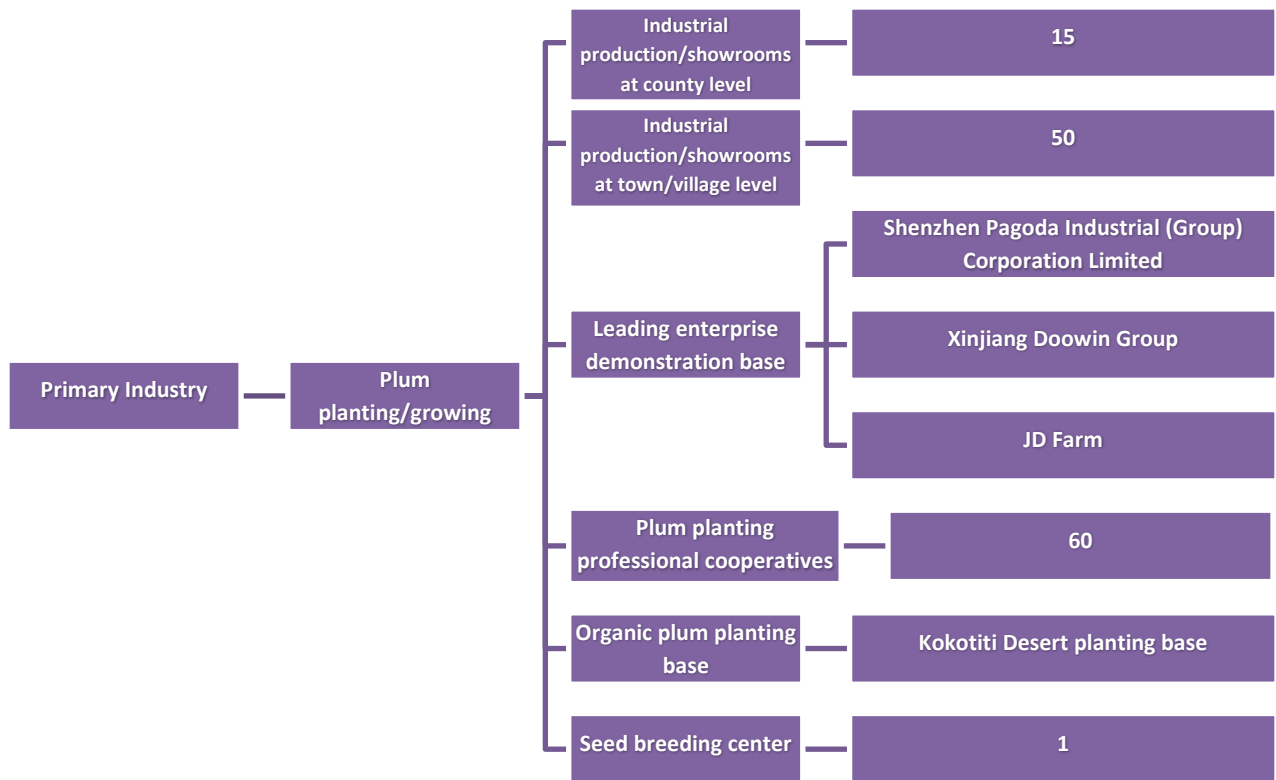 Primary Industry
Plum
planting/growing
Industrial
production/showrooms
at county level
15
Industrial
production/showrooms
at town/village level
50
Leading enterprise
demonstration base
Shenzhen Pagoda Industrial (Group)
Corporation Limited
Xinjiang Doowin Group
JD Farm
Plum planting
professional cooperatives
60
Organic plum planting
base
Kokotiti Desert planting base
Seed breeding center
1